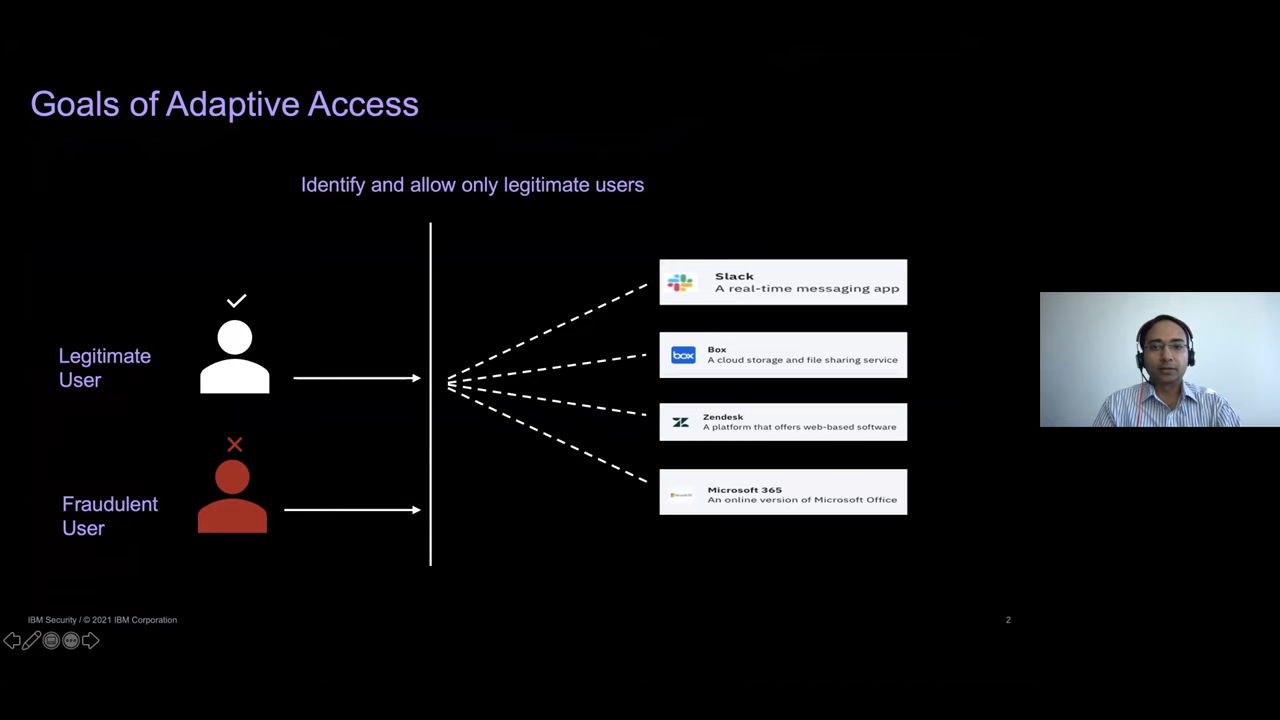 Goals of Adaptive Access
Identify and allow only legitimate users
Legitimate
User
Fraudulent
User
Slack
A real-time messaging app
box
Box
A cloud storage and file sharing service
Zendesk
A platform that offers web-based software
Microsoft 365
An online version of Microsoft Office
IBM Security / © 2021 IBM Corporation
2